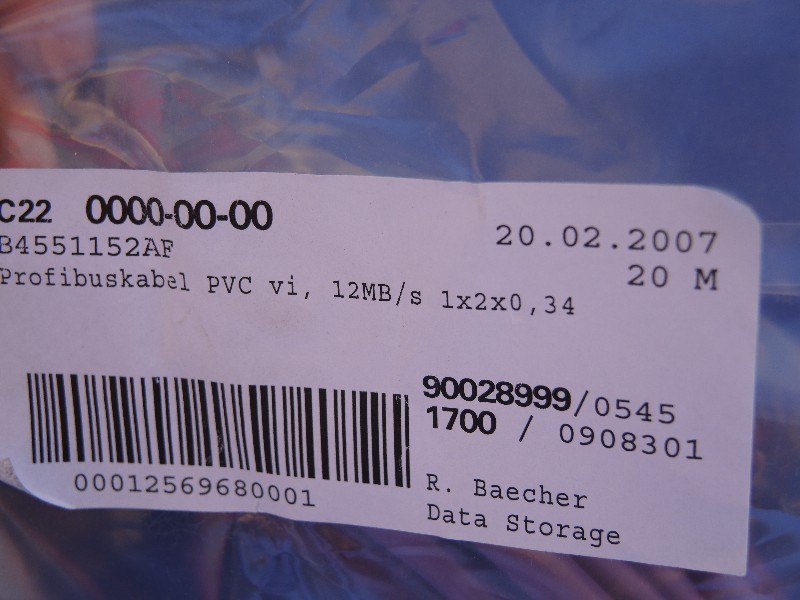 C22 0000-00-00
20.02.2007
B4551152AF
20 M
Profibuskabel PVC vi, 12MB/s 1x2x0,34
90028999/0545
1700 / 0908301
00012569680001
R. Baecher
Data Storage